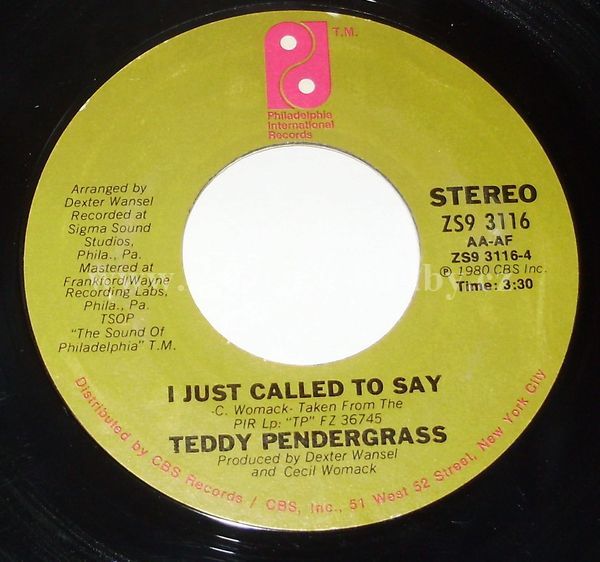 T.M.
Philadelphia
International
Records
Arranged by
Dexter Wansel
Recorded at
Sigma Sound
Studios,
Phila., Pa.
Mastered at
Frankford/Wayne
Recording Labs,
Phila., Pa.
TSOP
"The Sound Of
Philadelphia" T.M.
STEREO
ZS9 3116
AA-AF
ZS9 3116-4
℗ 1980 CBS Inc.
Time: 3:30
I JUST CALLED TO SAY
-C. Womack- Taken From The
PIR Lp: "TP" FZ 36745
TEDDY PENDERGRASS
Produced by Dexter Wansel
and Cecil Womack
Distributed by CBS Records / CBS, Inc., 51 West 52 Street, New York City